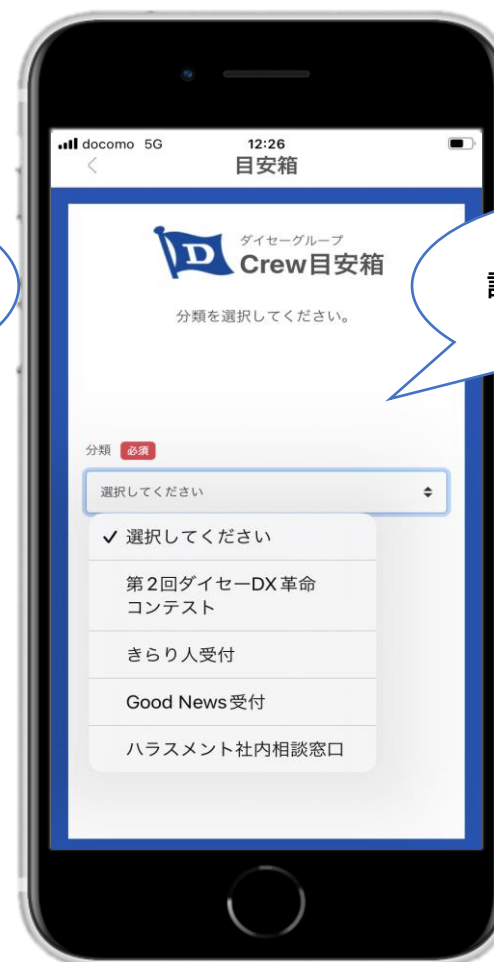 docomo 5G 12:26
目安箱
D ダイセーグループ
Crew目安箱
分類を選択してください。
分類 必須
選択してください
選択してください
第2回ダイセーDX革命
コンテスト
きらり人受付
Good News受付
ハラスメント社内相談窓口